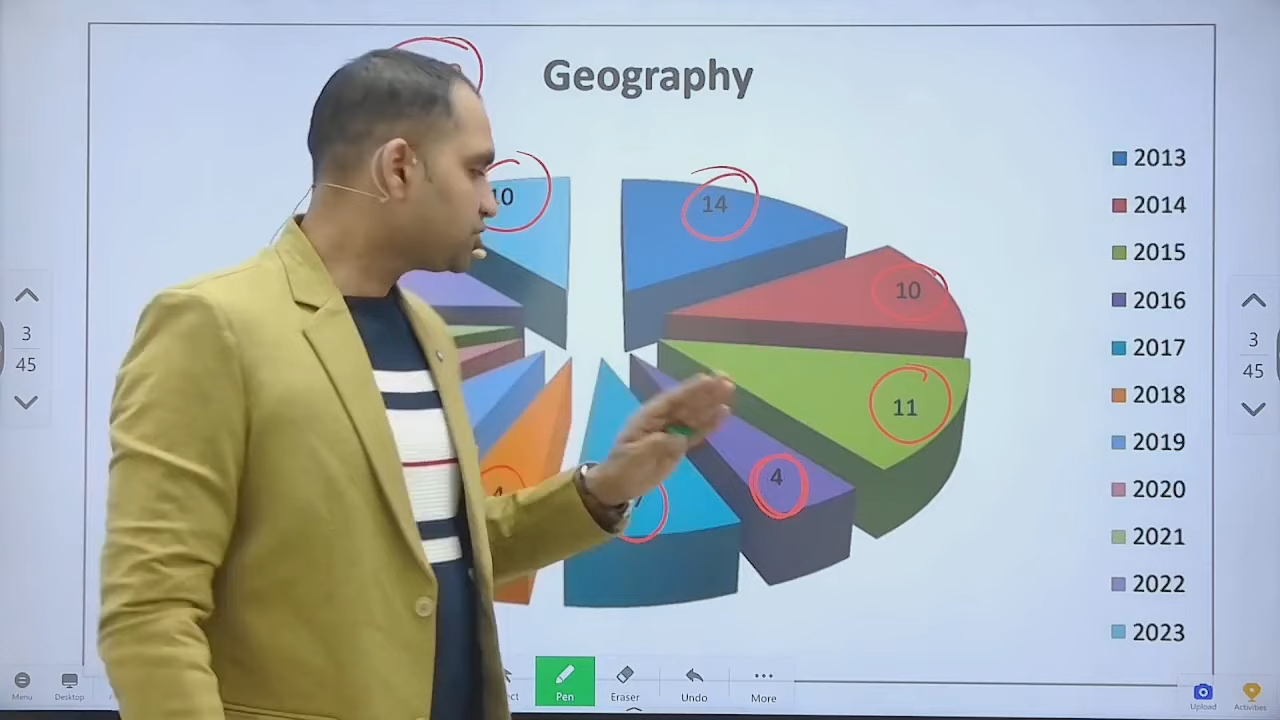 Geography
10
14
10
11
4
4
2013
2014
2015
2016
2017
2018
2019
2020
2021
2022
2023
3
45
3
45
Menu
Desktop
Pen
Eraser
Undo
More
Upload
Activities